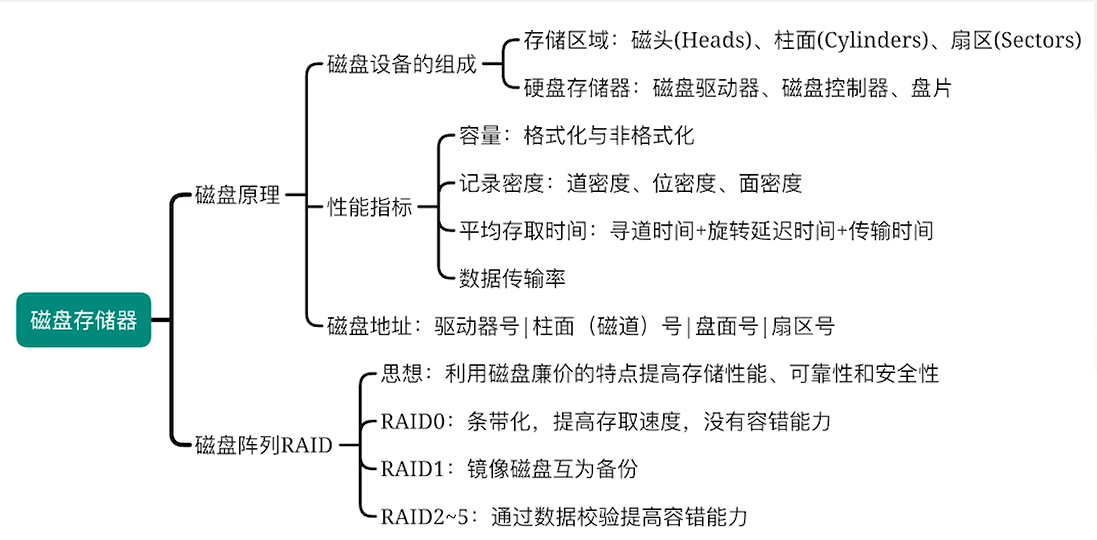 磁盘存储器
磁盘原理
磁盘设备的组成
存储区域：磁头(Heads)、柱面(Cylinders)、扇区(Sectors)
硬盘存储器：磁盘驱动器、磁盘控制器、盘片
性能指标
容量：格式化与非格式化
记录密度：道密度、位密度、面密度
平均存取时间：寻道时间+旋转延迟时间+传输时间
数据传输率
磁盘地址：驱动器号|柱面（磁道）号|盘面号|扇区号
磁盘阵列RAID
思想：利用磁盘廉价的特点提高存储性能、可靠性和安全性
RAID0：条带化，提高存取速度，没有容错能力
RAID1：镜像磁盘互为备份
RAID2~5：通过数据校验提高容错能力